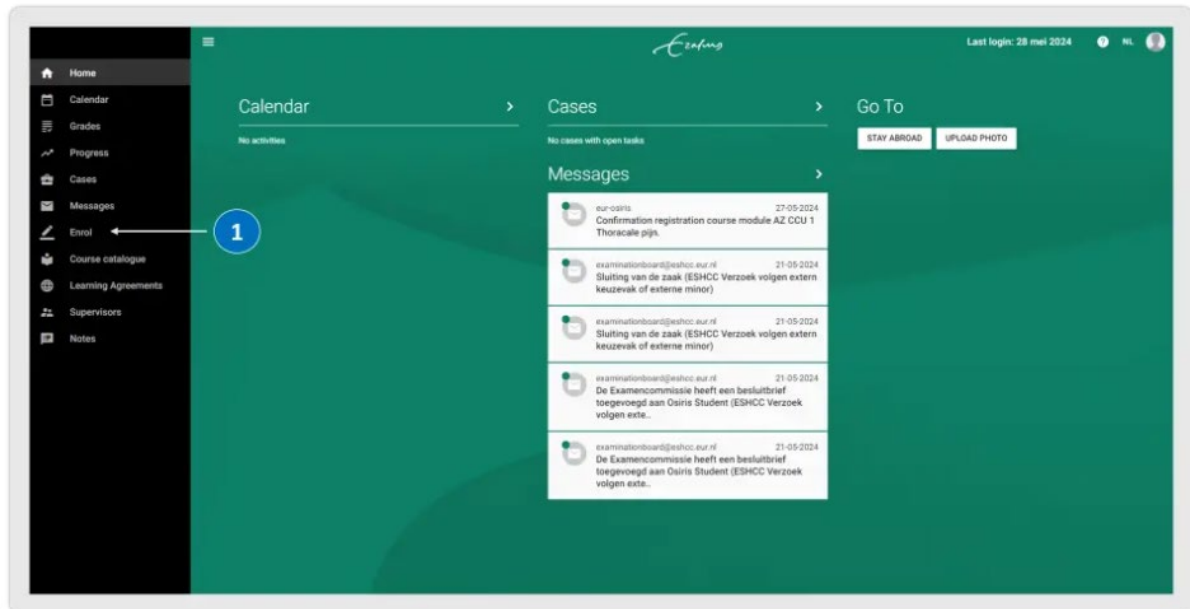 Erasmus
Last login: 28 mei 2024
NL
Home
Calendar
Grades
Progress
Cases
Messages
Enrol
Course catalogue
Learning Agreements
Supervisors
Notes
1
Calendar
No activities
Cases
No cases with open tasks
Messages
eur-osiris 27-05-2024
Confirmation registration course module AZ CCU 1
Thoracale pijn.
examinationboard@eshcc.eur.nl 21-05-2024
Sluiting van de zaak (ESHCC Verzoek volgen extern
keuzevak of externe minor)
examinationboard@eshcc.eur.nl 21-05-2024
Sluiting van de zaak (ESHCC Verzoek volgen extern
keuzevak of externe minor)
examinationboard@eshcc.eur.nl 21-05-2024
De Examencommissie heeft een besluitbrief
toegevoegd aan Osiris Student (ESHCC Verzoek
volgen exte..
examinationboard@eshcc.eur.nl 21-05-2024
De Examencommissie heeft een besluitbrief
toegevoegd aan Osiris Student (ESHCC Verzoek
volgen exte..
Go To
STAY ABROAD UPLOAD PHOTO